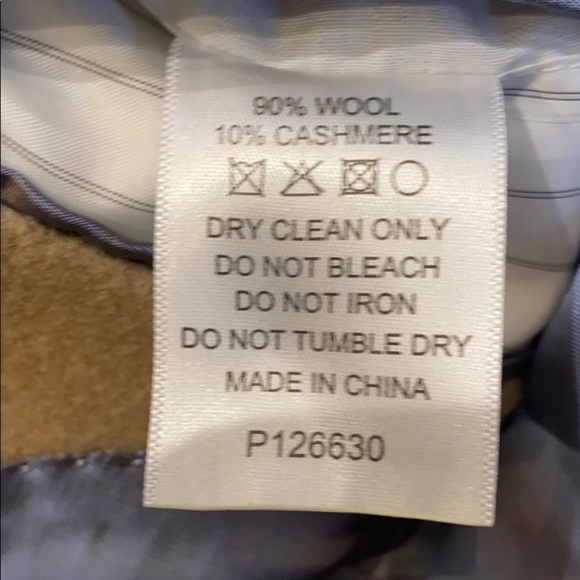 90% WOOL
10% CASHMERE
DRY CLEAN ONLY
DO NOT BLEACH
DO NOT IRON
DO NOT TUMBLE DRY
MADE IN CHINA
P126630